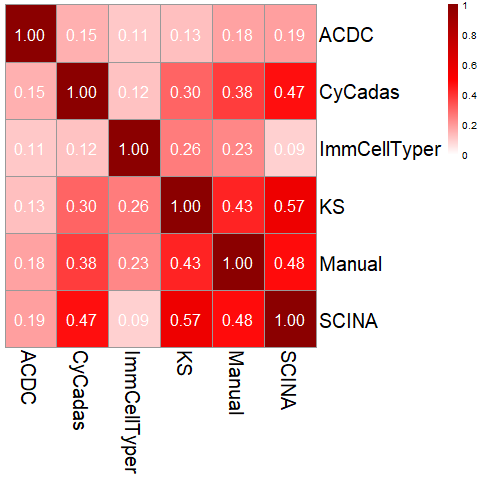 1.00 0.15 0.11 0.13 0.18 0.19 ACDC
0.15 1.00 0.12 0.30 0.38 0.47 CyCadas
0.11 0.12 1.00 0.26 0.23 0.09 ImmCellTyper
0.13 0.30 0.26 1.00 0.43 0.57 KS
0.18 0.38 0.23 0.43 1.00 0.48 Manual
0.19 0.47 0.09 0.57 0.48 1.00 SCINA
ACDC CyCadas ImmCellTyper KS Manual SCINA
1
0.8
0.6
0.4
0.2
0